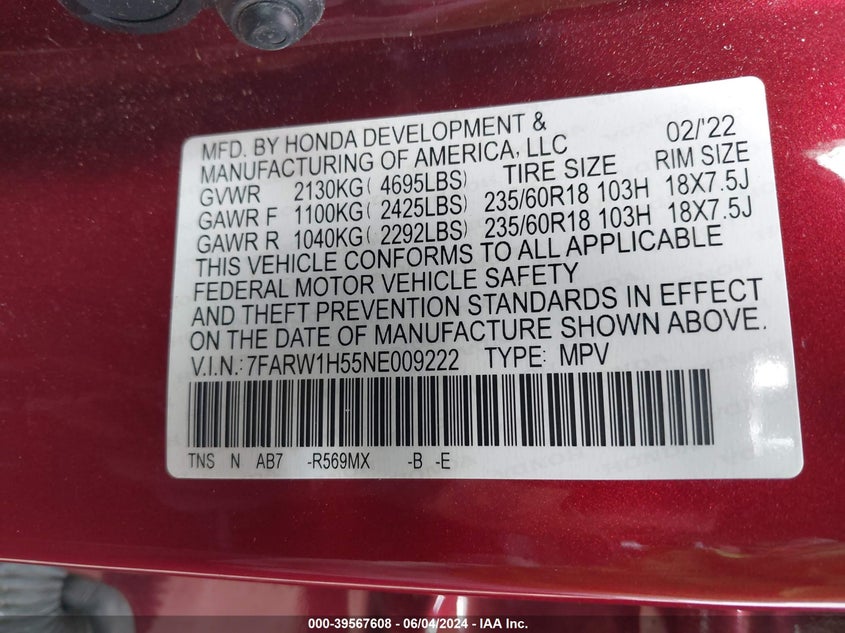 MFD. BY HONDA DEVELOPMENT & 02/'22
MANUFACTURING OF AMERICA, LLC TIRE SIZE RIM SIZE
GVWR 2130KG( 4695LBS)
GAWR F 1100KG( 2425LBS) 235/60R18 103H 18X7.5J
GAWR R 1040KG( 2292LBS) 235/60R18 103H 18X7.5J
THIS VEHICLE CONFORMS TO ALL APPLICABLE
FEDERAL MOTOR VEHICLE SAFETY
AND THEFT PREVENTION STANDARDS IN EFFECT
ON THE DATE OF MANUFACTURE SHOWN ABOVE.
V.I.N.: 7FARW1H55NE009222 TYPE: MPV
TNS N AB7 -R569MX -B -E
000-39567608 - 06/04/2024 - IAA Inc.